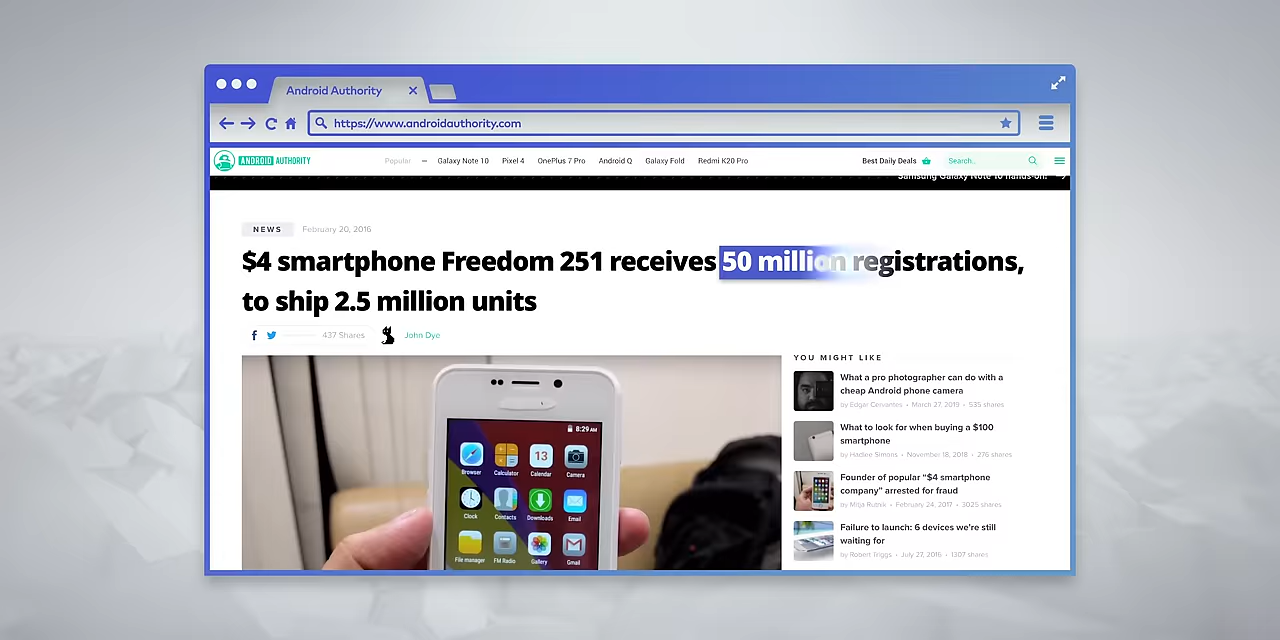 Android Authority
https://www.androidauthority.com
ANDROID AUTHORITY Popular Galaxy Note 10 Pixel 4 OnePlus 7 Pro Android Q Galaxy Fold Redmi K20 Pro Best Daily Deals Search...
Samsung Galaxy Note 10 hands-on:
NEWS February 20, 2016
$4 smartphone Freedom 251 receives 50 million registrations,
to ship 2.5 million units
437 Shares John Dye
8:29 AM
Browser Calculator 13 Calendar Camera
Clock Contacts Downloads Email
File manager FM Radio Gallery Gmail
YOU MIGHT LIKE
What a pro photographer can do with a
cheap Android phone camera
by Edgar Cervantes • March 27, 2019 • 535 shares
What to look for when buying a $100
smartphone
by Hadlee Simons • November 18, 2018 • 276 shares
Founder of popular “$4 smartphone
company” arrested for fraud
by Mitja Rutnik • February 24, 2017 • 3025 shares
Failure to launch: 6 devices we're still
waiting for
by Robert Triggs • July 27, 2016 • 1307 shares